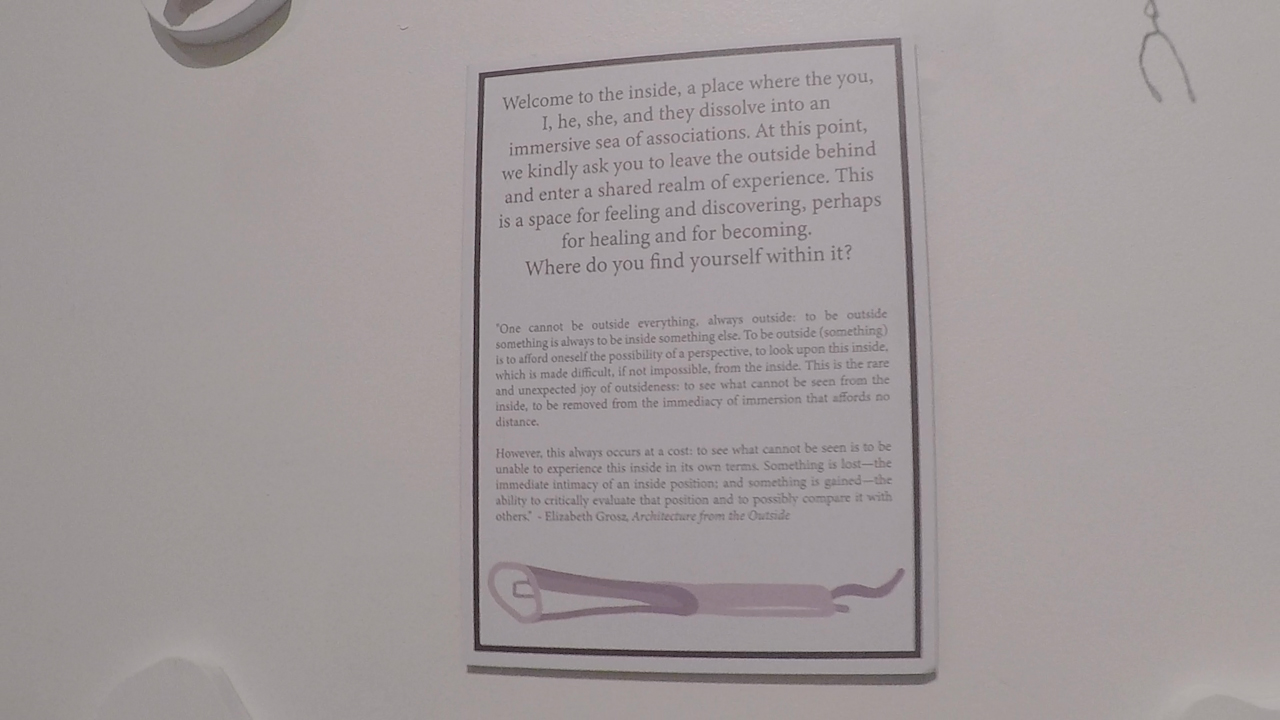 Welcome to the inside, a place where the you,
I, he, she, and they dissolve into an
immersive sea of associations. At this point,
we kindly ask you to leave the outside behind
and enter a shared realm of experience. This
is a space for feeling and discovering, perhaps
for healing and for becoming.
Where do you find yourself within it?
"One cannot be outside everything, always outside: to be outside
something is always to be inside something else. To be outside (something)
is to afford oneself the possibility of a perspective, to look upon this inside,
which is made difficult, if not impossible, from the inside. This is the rare
and unexpected joy of outsideness: to see what cannot be seen from the
inside, to be removed from the immediacy of immersion that affords no
distance.
However, this always occurs at a cost: to see what cannot be seen is to be
unable to experience this inside in its own terms. Something is lost—the
immediate intimacy of an inside position; and something is gained—the
ability to critically evaluate that position and to possibly compare it with
others." - Elizabeth Grosz, Architecture from the Outside